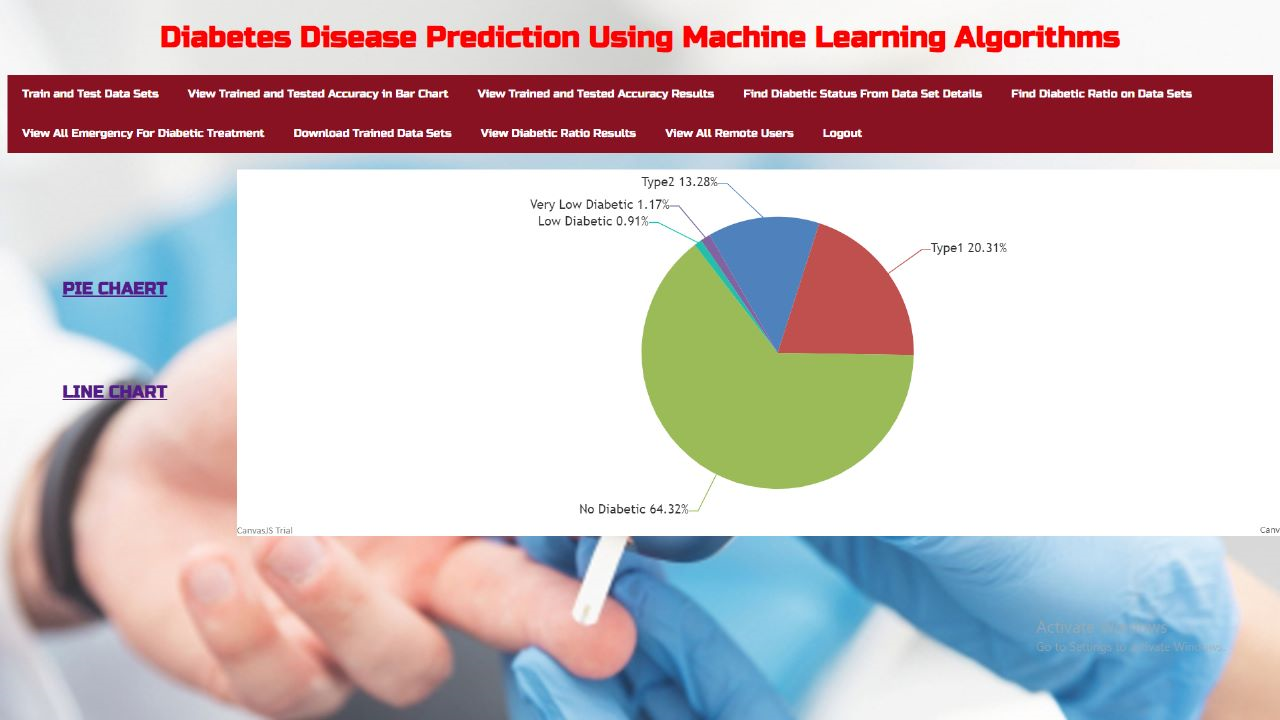 Diabetes Disease Prediction Using Machine Learning Algorithms
Train and Test Data Sets View Trained and Tested Accuracy in Bar Chart View Trained and Tested Accuracy Results Find Diabetic Status From Data Set Details Find Diabetic Ratio on Data Sets
View All Emergency For Diabetic Treatment Download Trained Data Sets View Diabetic Ratio Results View All Remote Users Logout
Type2 13.28%
Very Low Diabetic 1.17%
Low Diabetic 0.91%
Type1 20.31%
PIE CHAERT
LINE CHART
No Diabetic 64.32%
CanvasJS Trial
Canv
Activate Windows
Go to Settings to activate Windows.